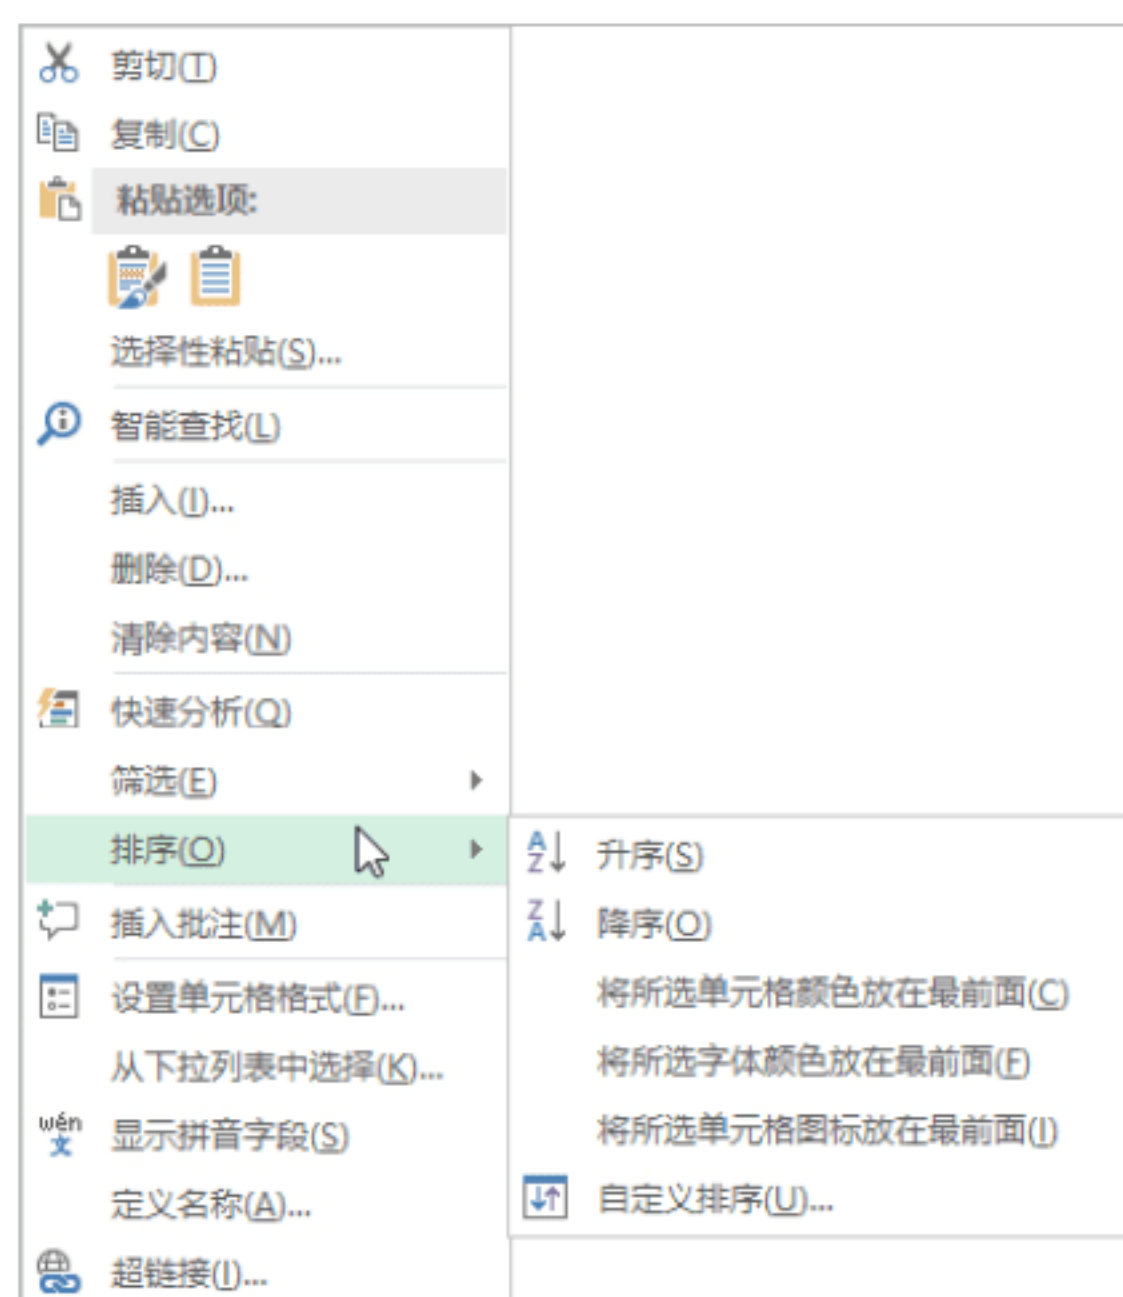 剪切(T)
复制(C)
粘贴选项:
选择性粘贴(S)...
智能查找(L)
插入(I)...
删除(D)...
清除内容(N)
快速分析(Q)
筛选(E)
排序(O)
插入批注(M)
设置单元格格式(F)...
从下拉列表中选择(K)...
wén
文
显示拼音字段(S)
定义名称(A)...
超链接(I)...
A
Z
升序(S)
Z
A
降序(O)
将所选单元格颜色放在最前面(C)
将所选字体颜色放在最前面(F)
将所选单元格图标放在最前面(I)
自定义排序(U)...